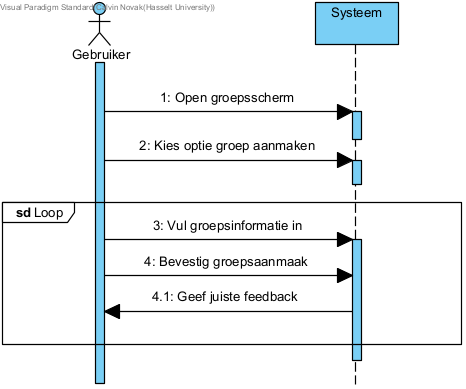 Visual Paradigm Standard(Calvin Novak(Hasselt University))
Systeem
Gebruiker
1: Open groepsscherm
2: Kies optie groep aanmaken
sd Loop
3: Vul groepsinformatie in
4: Bevestig groepsaanmaak
4.1: Geef juiste feedback